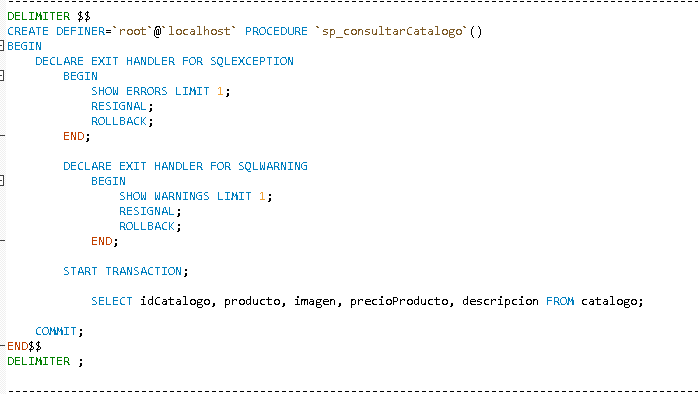 DELIMITER $$
CREATE DEFINER=`root`@`localhost` PROCEDURE `sp_consultarCatalogo`()
BEGIN
DECLARE EXIT HANDLER FOR SQLEXCEPTION
BEGIN
SHOW ERRORS LIMIT 1;
RESIGNAL;
ROLLBACK;
END;
DECLARE EXIT HANDLER FOR SQLWARNING
BEGIN
SHOW WARNINGS LIMIT 1;
RESIGNAL;
ROLLBACK;
END;
START TRANSACTION;
SELECT idCatalogo, producto, imagen, precioProducto, descripcion FROM catalogo;
COMMIT;
END$$
DELIMITER ;